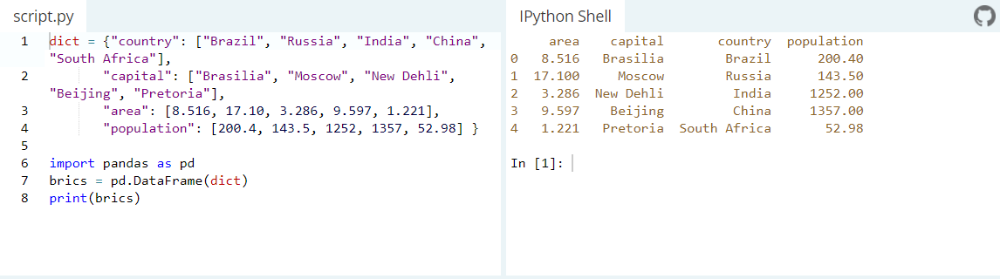 script.py
1 dict = {"country": ["Brazil", "Russia", "India", "China",
"South Africa"],
2 "capital": ["Brasilia", "Moscow", "New Dehli",
"Beijing", "Pretoria"],
3 "area": [8.516, 17.10, 3.286, 9.597, 1.221],
4 "population": [200.4, 143.5, 1252, 1357, 52.98] }
5
6 import pandas as pd
7 brics = pd.DataFrame(dict)
8 print(brics)
IPython Shell
area capital country population
0 8.516 Brasilia Brazil 200.40
1 17.100 Moscow Russia 143.50
2 3.286 New Dehli India 1252.00
3 9.597 Beijing China 1357.00
4 1.221 Pretoria South Africa 52.98
In [1]: